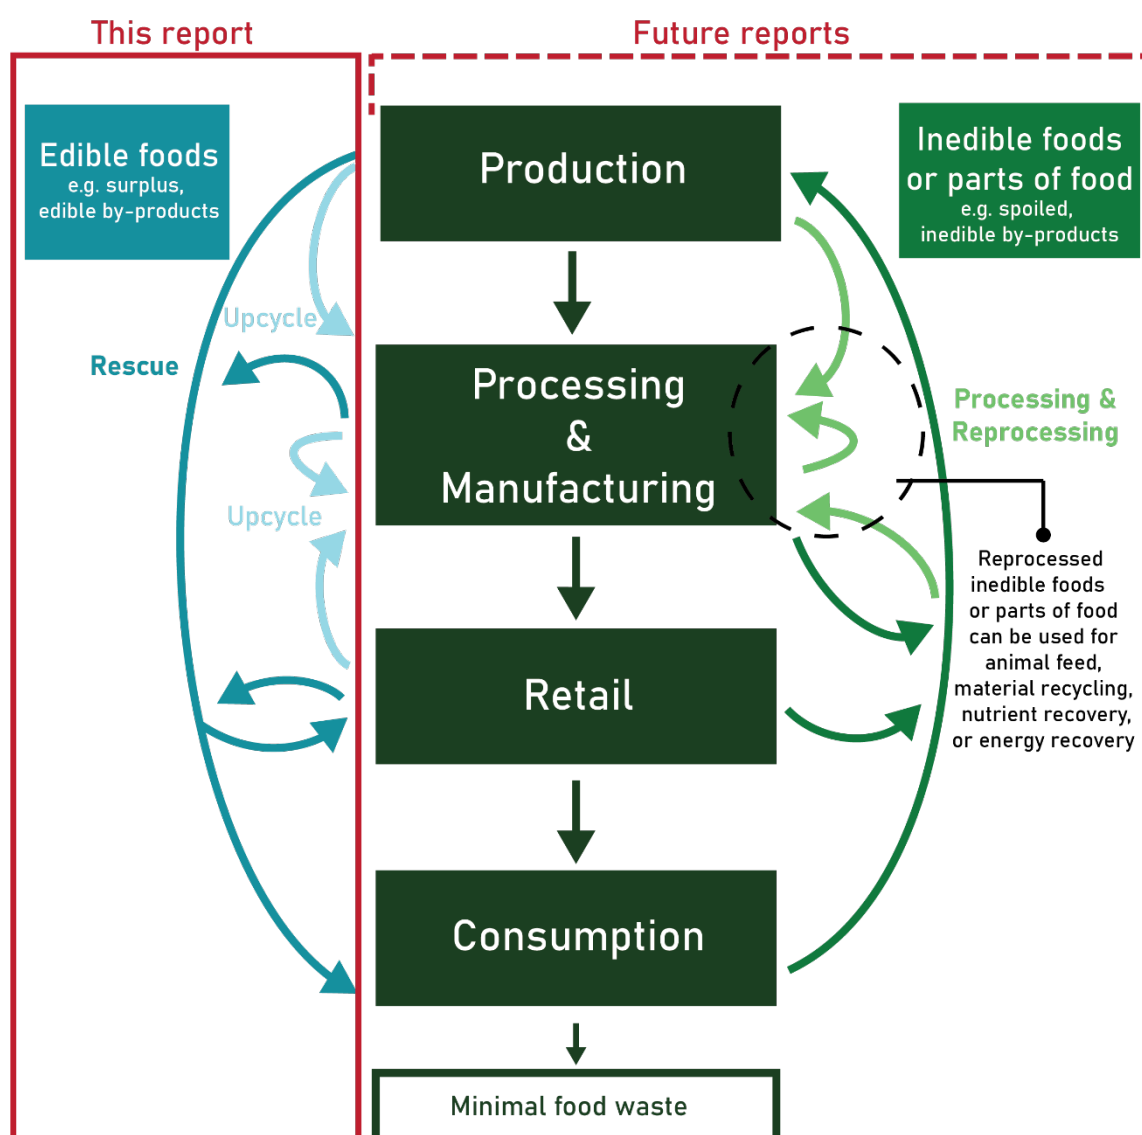 This report
Future reports
Edible foods
e.g. surplus,
edible by-products
Production
Inedible foods
or parts of food
e.g. spoiled,
inedible by-products
Upcycle
Rescue
Processing
&
Manufacturing
Processing &
Reprocessing
Upcycle
Reprocessed
inedible foods
or parts of food
can be used for
animal feed,
material recycling,
nutrient recovery,
or energy recovery
Retail
Consumption
Minimal food waste